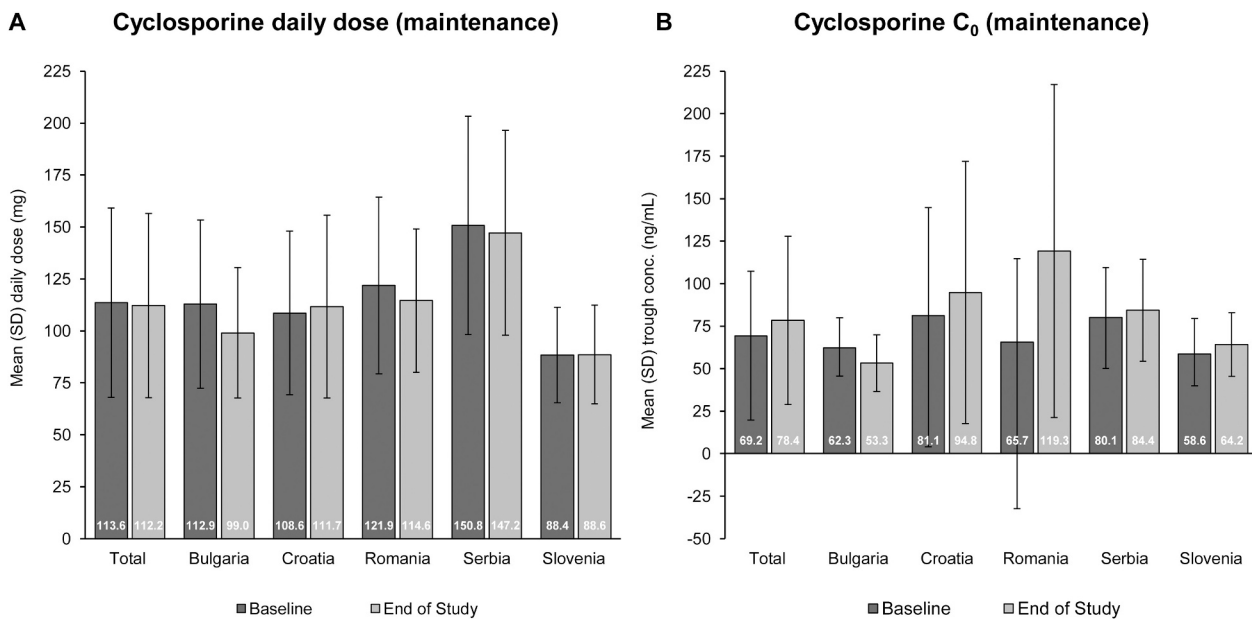 A Cyclosporine daily dose (maintenance)
Mean (SD) daily dose (mg)
225
200
175
150
125
100
75
50
25
0
113.6 112.2 112.9 99.0 108.6 111.7 121.9 114.6 150.8 147.2 88.4 88.6
Total Bulgaria Croatia Romania Serbia Slovenia
Baseline End of Study
B Cyclosporine C₀ (maintenance)
Mean (SD) trough conc. (ng/mL)
225
200
175
150
125
100
75
50
25
0
-25
-50
69.2 78.4 62.3 53.3 81.1 94.8 65.7 119.3 80.1 84.4 58.6 64.2
Total Bulgaria Croatia Romania Serbia Slovenia
Baseline End of Study